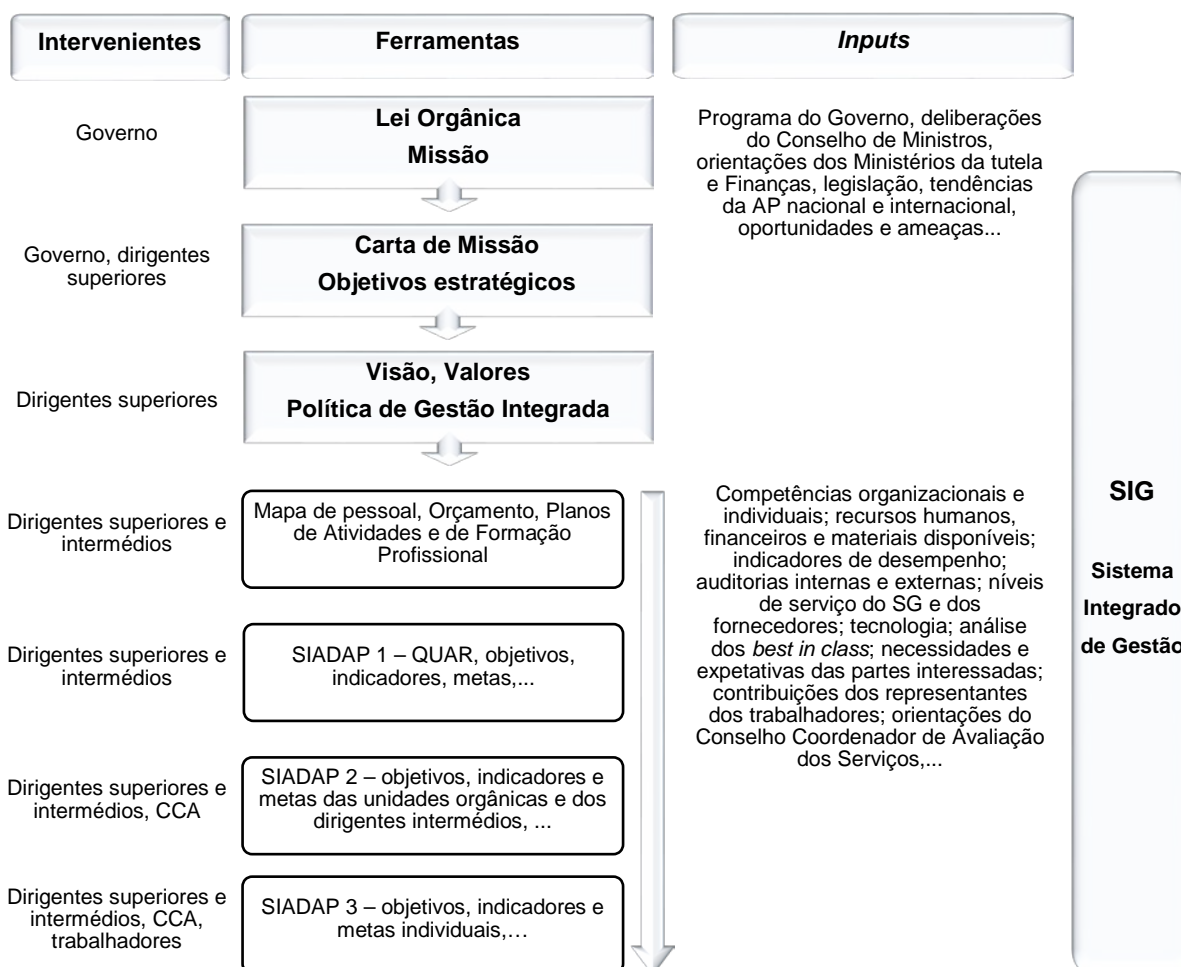 Intervenientes
Ferramentas
Inputs
Governo
Lei Orgânica
Missão
Programa do Governo, deliberações
do Conselho de Ministros,
orientações dos Ministérios da tutela
e Finanças, legislação, tendências
da AP nacional e internacional,
oportunidades e ameaças...
Governo, dirigentes
superiores
Carta de Missão
Objetivos estratégicos
Dirigentes superiores
Visão, Valores
Política de Gestão Integrada
Dirigentes superiores e
intermédios
Mapa de pessoal, Orçamento, Planos
de Atividades e de Formação
Profissional
Competências organizacionais e
individuais; recursos humanos,
financeiros e materiais disponíveis;
indicadores de desempenho;
auditorias internas e externas; níveis
de serviço do SG e dos
fornecedores; tecnologia; análise
dos best in class; necessidades e
expetativas das partes interessadas;
contribuições dos representantes
dos trabalhadores; orientações do
Conselho Coordenador de Avaliação
dos Serviços,...
Dirigentes superiores e
intermédios
SIADAP 1 – QUAR, objetivos,
indicadores, metas,...
Dirigentes superiores e
intermédios, CCA
SIADAP 2 – objetivos, indicadores e
metas das unidades orgânicas e dos
dirigentes intermédios, ...
Dirigentes superiores e
intermédios, CCA,
trabalhadores
SIADAP 3 – objetivos, indicadores e
metas individuais,…
SIG
Sistema
Integrado
de Gestão